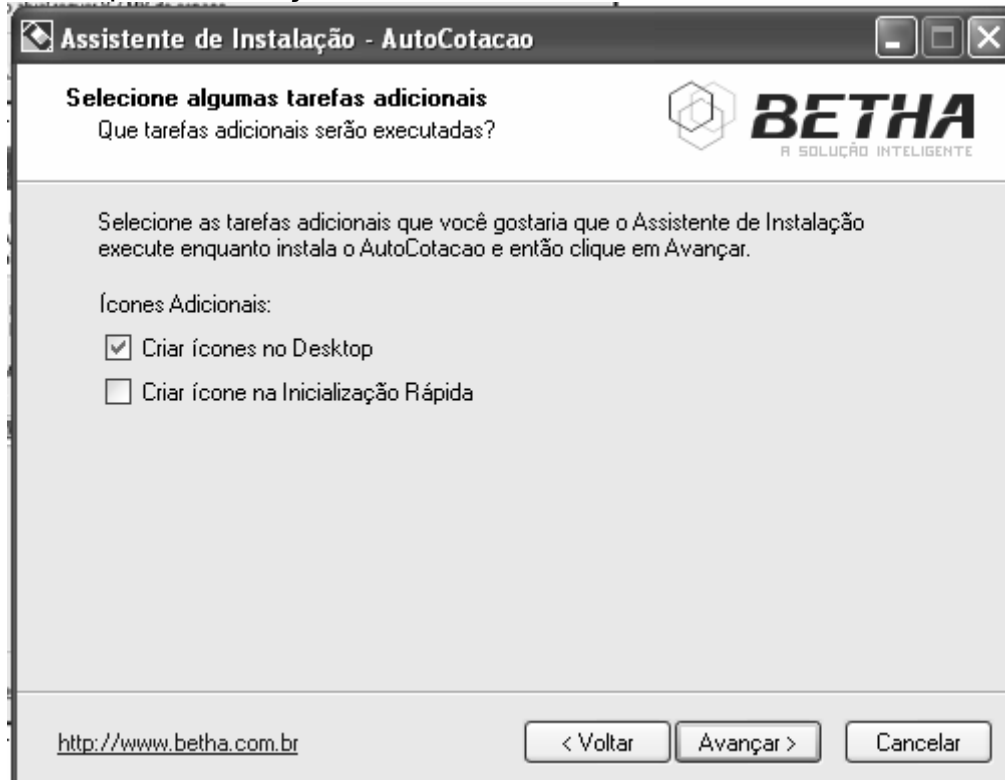 Assistente de Instalação - AutoCotacao
Selecione algumas tarefas adicionais
Que tarefas adicionais serão executadas?
BETHA
A SOLUÇÃO INTELIGENTE
Selecione as tarefas adicionais que você gostaria que o Assistente de Instalação
execute enquanto instala o AutoCotacao e então clique em Avançar.
Ícones Adicionais:
Criar ícones no Desktop
Criar ícone na Inicialização Rápida
http://www.betha.com.br
< Voltar
Avançar >
Cancelar